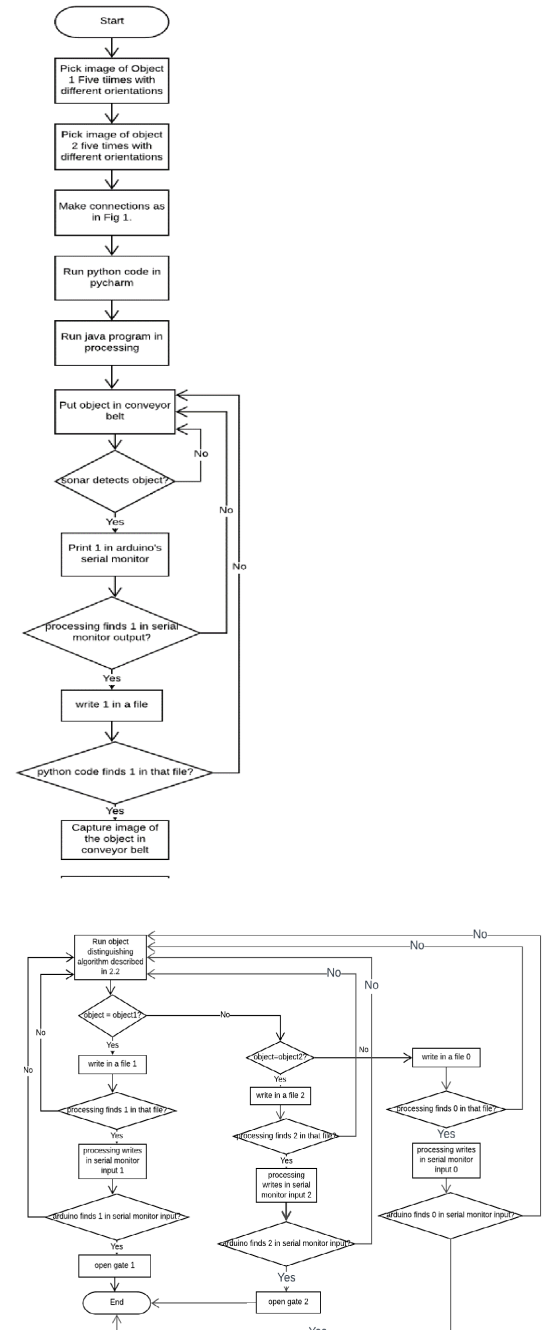 Start
Pick image of Object
1 Five tiimes with
different orientations
Pick image of object
2 five times with
different orientations
Make connections as
in Fig 1.
Run python code in
pycharm
Run java program in
processing
Put object in conveyor
belt
No
sonar detects object?
Yes
No
Print 1 in arduino's
serial monitor
No
processing finds 1 in serial
monitor output?
Yes
write 1 in a file
python code finds 1 in that file?
Yes
Capture image of
the object in
conveyor belt
No
Run object
distinguishing
algorithm described
in 2.2
No
No
No
object = object1?
No
No
Yes
No
write in a file 1
object=object2?
No
write in a file 0
Yes
write in a file 2
processing finds 1 in that file?
processing finds 0 in that file?
Yes
processing finds 2 in that file?
Yes
processing writes
in serial monitor
input 1
processing writes
in serial monitor
input 0
Yes
processing
writes in serial
monitor input 2
arduino finds 1 in serial monitor input?
arduino finds 0 in serial monitor input?
Yes
arduino finds 2 in serial monitor input?
open gate 1
Yes
End
open gate 2
Yes